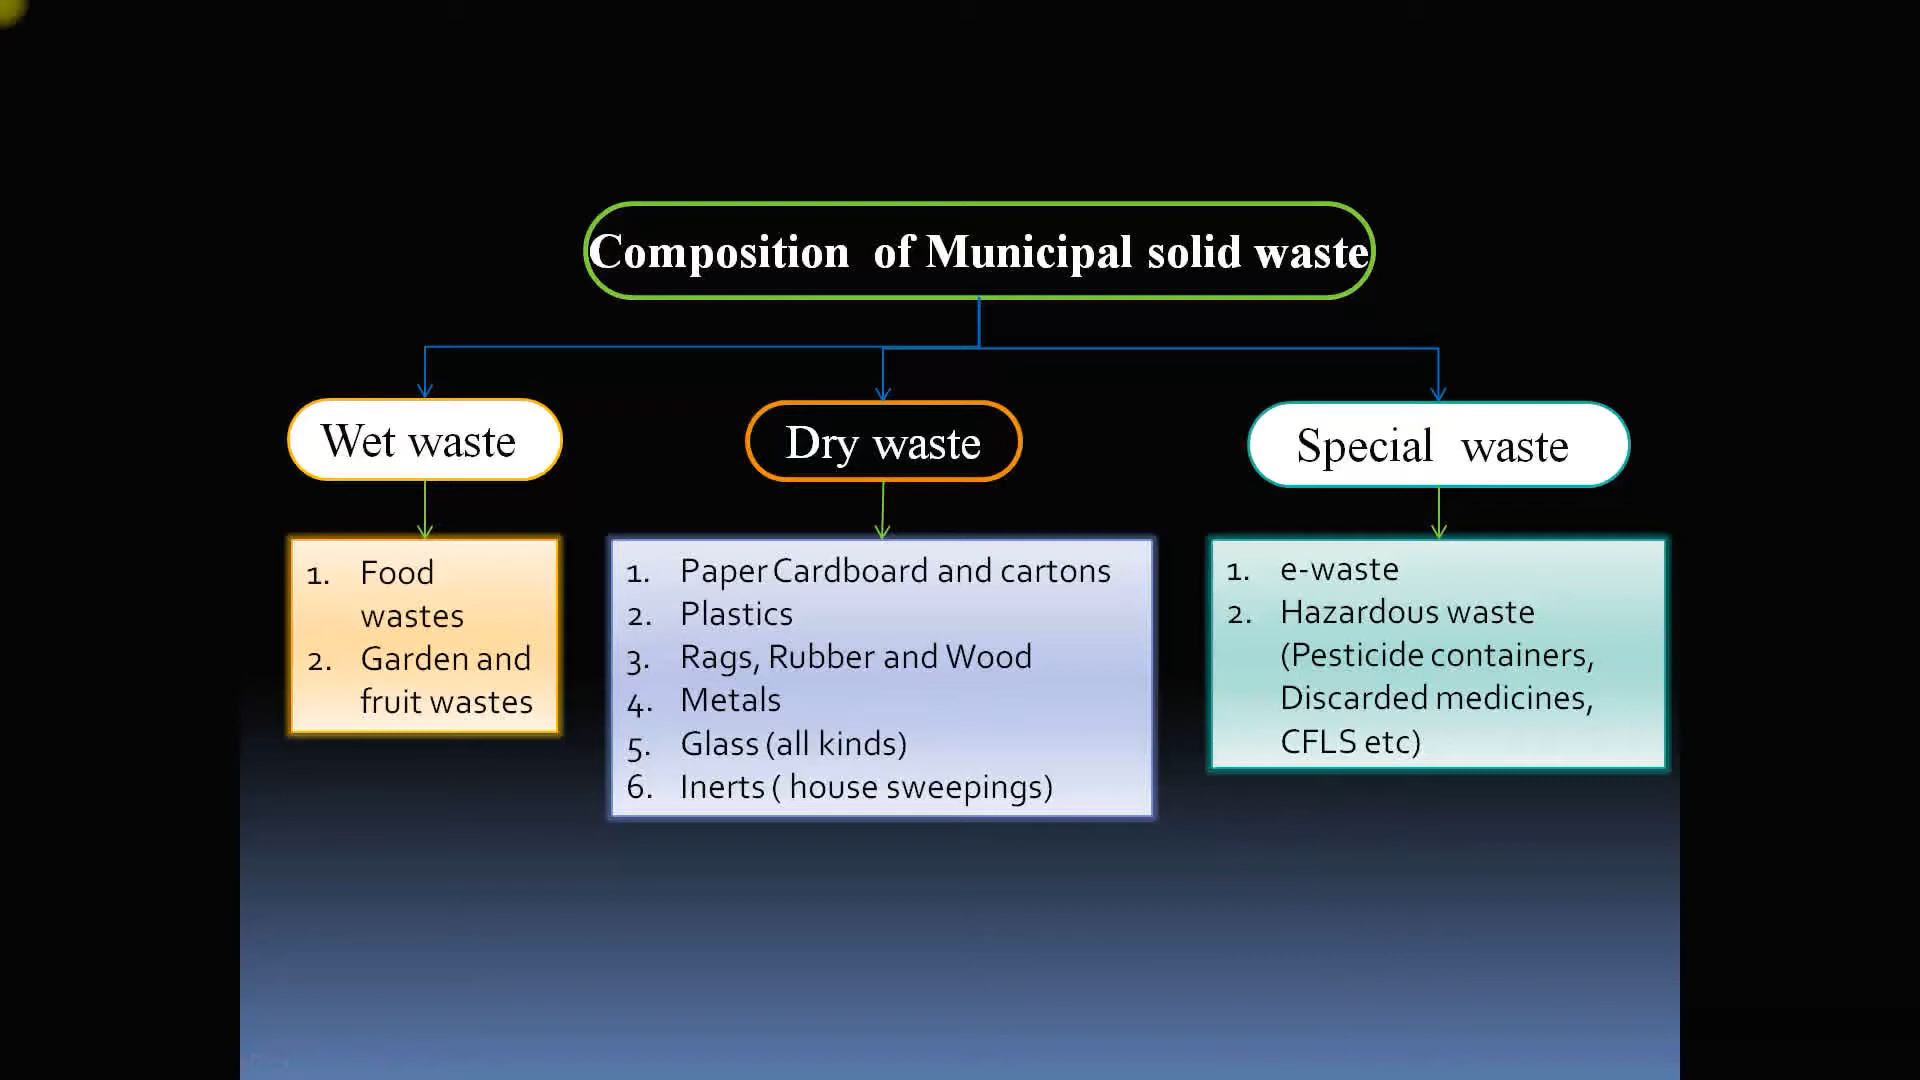 Composition of Municipal solid waste
Wet waste
Dry waste
Special waste
1. Food
wastes
2. Garden and
fruit wastes
1. Paper Cardboard and cartons
2. Plastics
3. Rags, Rubber and Wood
4. Metals
5. Glass (all kinds)
6. Inerts ( house sweepings)
1. e-waste
2. Hazardous waste
(Pesticide containers,
Discarded medicines,
CFLS etc)